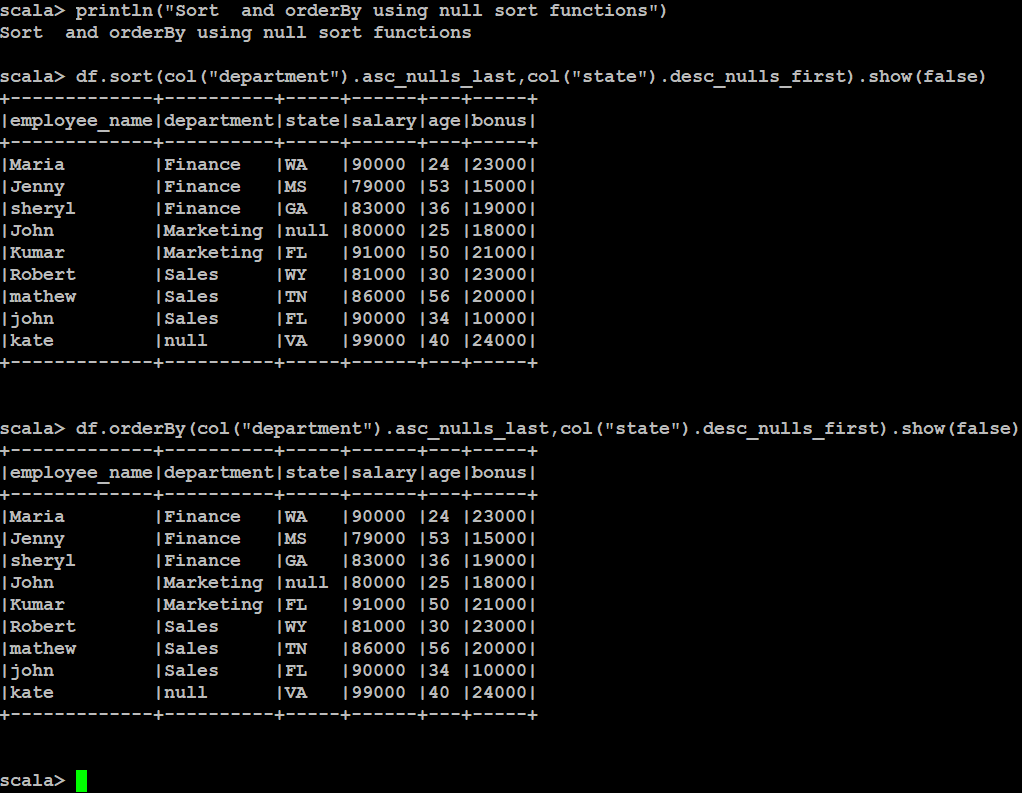 scala> println("Sort  and orderBy using null sort functions")
Sort  and orderBy using null sort functions
scala> df.sort(col("department").asc_nulls_last,col("state").desc_nulls_first).show(false)
+-------------+----------+-----+------+---+-----+
|employee_name|department|state|salary|age|bonus|
+-------------+----------+-----+------+---+-----+
|Maria        |Finance   |WA   |90000 |24 |23000|
|Jenny        |Finance   |MS   |79000 |53 |15000|
|sheryl       |Finance   |GA   |83000 |36 |19000|
|John         |Marketing |null |80000 |25 |18000|
|Kumar        |Marketing |FL   |91000 |50 |21000|
|Robert       |Sales     |WY   |81000 |30 |23000|
|mathew       |Sales     |TN   |86000 |56 |20000|
|john         |Sales     |FL   |90000 |34 |10000|
|kate         |null      |VA   |99000 |40 |24000|
+-------------+----------+-----+------+---+-----+
scala> df.orderBy(col("department").asc_nulls_last,col("state").desc_nulls_first).show(false)
+-------------+----------+-----+------+---+-----+
|employee_name|department|state|salary|age|bonus|
+-------------+----------+-----+------+---+-----+
|Maria        |Finance   |WA   |90000 |24 |23000|
|Jenny        |Finance   |MS   |79000 |53 |15000|
|sheryl       |Finance   |GA   |83000 |36 |19000|
|John         |Marketing |null |80000 |25 |18000|
|Kumar        |Marketing |FL   |91000 |50 |21000|
|Robert       |Sales     |WY   |81000 |30 |23000|
|mathew       |Sales     |TN   |86000 |56 |20000|
|john         |Sales     |FL   |90000 |34 |10000|
|kate         |null      |VA   |99000 |40 |24000|
+-------------+----------+-----+------+---+-----+
scala>